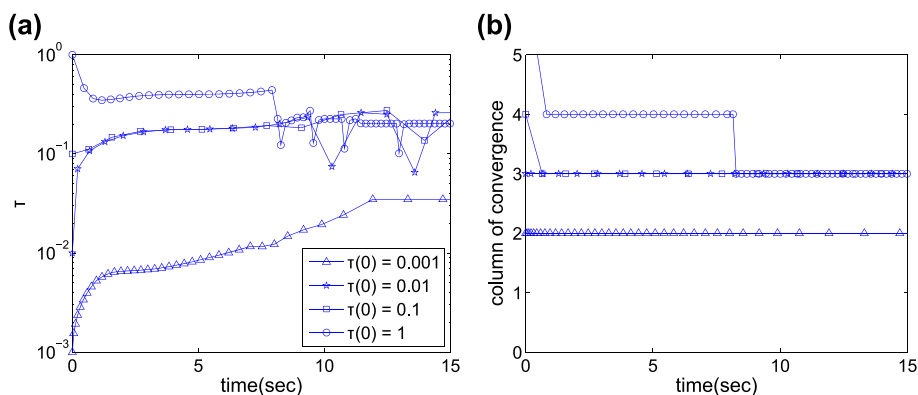 (a)
(b)
10⁰
10⁻¹
10⁻²
10⁻³
τ
0
5
10
15
time(sec)
τ(0) = 0.001
τ(0) = 0.01
τ(0) = 0.1
τ(0) = 1
5
4
3
2
1
0
column of convergence
0
5
10
15
time(sec)